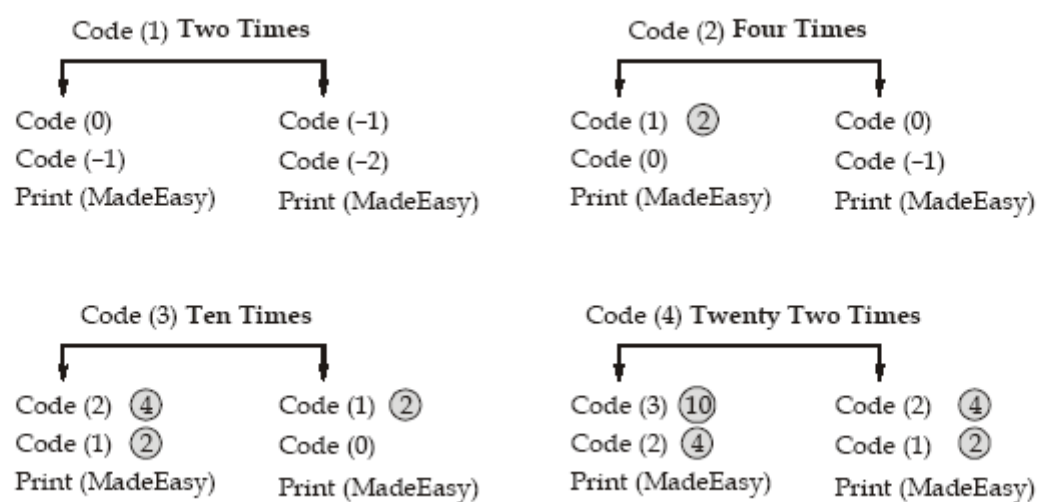 Code (1) Two Times
Code (0)
Code (–1)
Print (MadeEasy)
Code (–1)
Code (–2)
Print (MadeEasy)
Code (2) Four Times
Code (1) 2
Code (0)
Print (MadeEasy)
Code (0)
Code (–1)
Print (MadeEasy)
Code (3) Ten Times
Code (2) 4
Code (1) 2
Print (MadeEasy)
Code (1) 2
Code (0)
Print (MadeEasy)
Code (4) Twenty Two Times
Code (3) 10
Code (2) 4
Print (MadeEasy)
Code (2) 4
Code (1) 2
Print (MadeEasy)